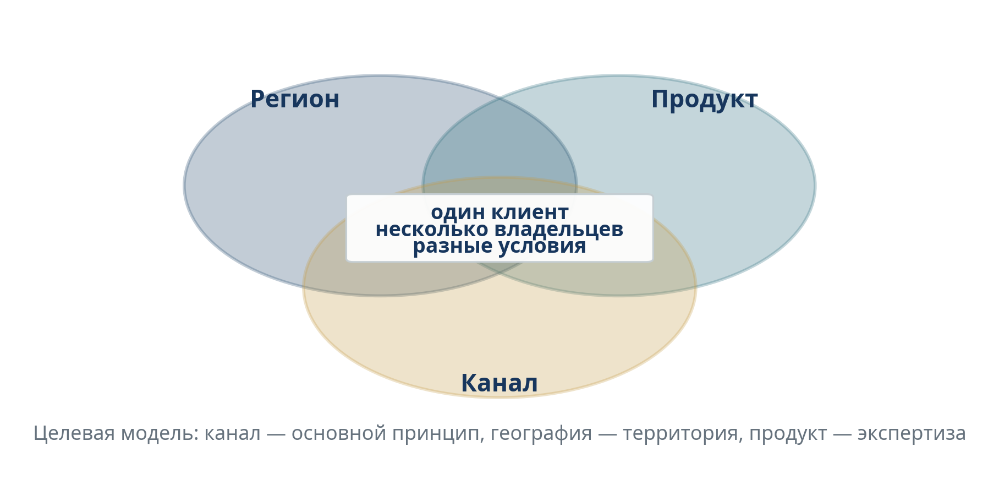 Регион
Продукт
один клиент
несколько владельцев
разные условия
Канал
Целевая модель: канал — основной принцип, география — территория, продукт — экспертиза